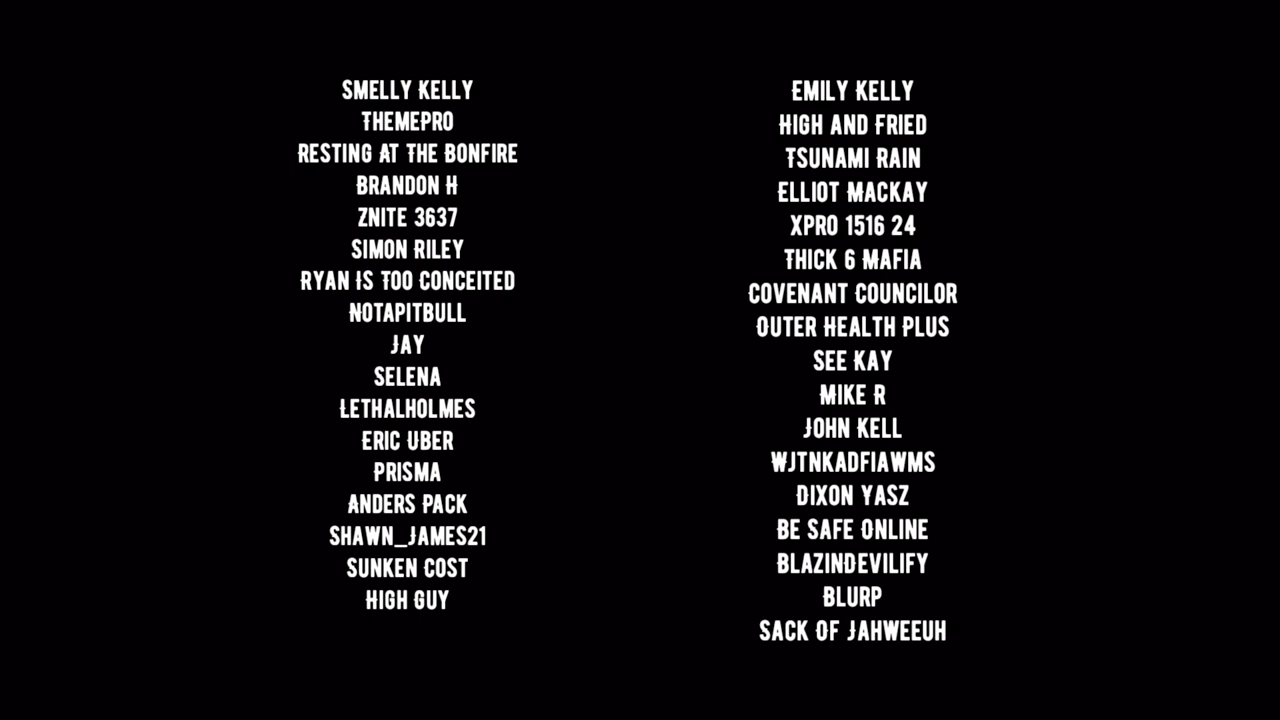 Smelly Kelly
ThemePro
Resting At The Bonfire
Brandon H
Znite 3637
Simon Riley
Ryan Is Too Conceited
Notapitbull
Jay
Selena
Lethalholmes
Eric Uber
Prisma
Anders Pack
Shawn_James21
Sunken Cost
High Guy
Emily Kelly
High and Fried
Tsunami Rain
Elliot Mackay
Xpro 1516 24
Thick 6 Mafia
Covenant Councilor
Outer Health Plus
See Kay
Mike R
John Kell
Wjtnkadfiawms
Dixon Yasz
Be Safe Online
BlazinDevilify
Blurp
Sack Of Jahweeuh